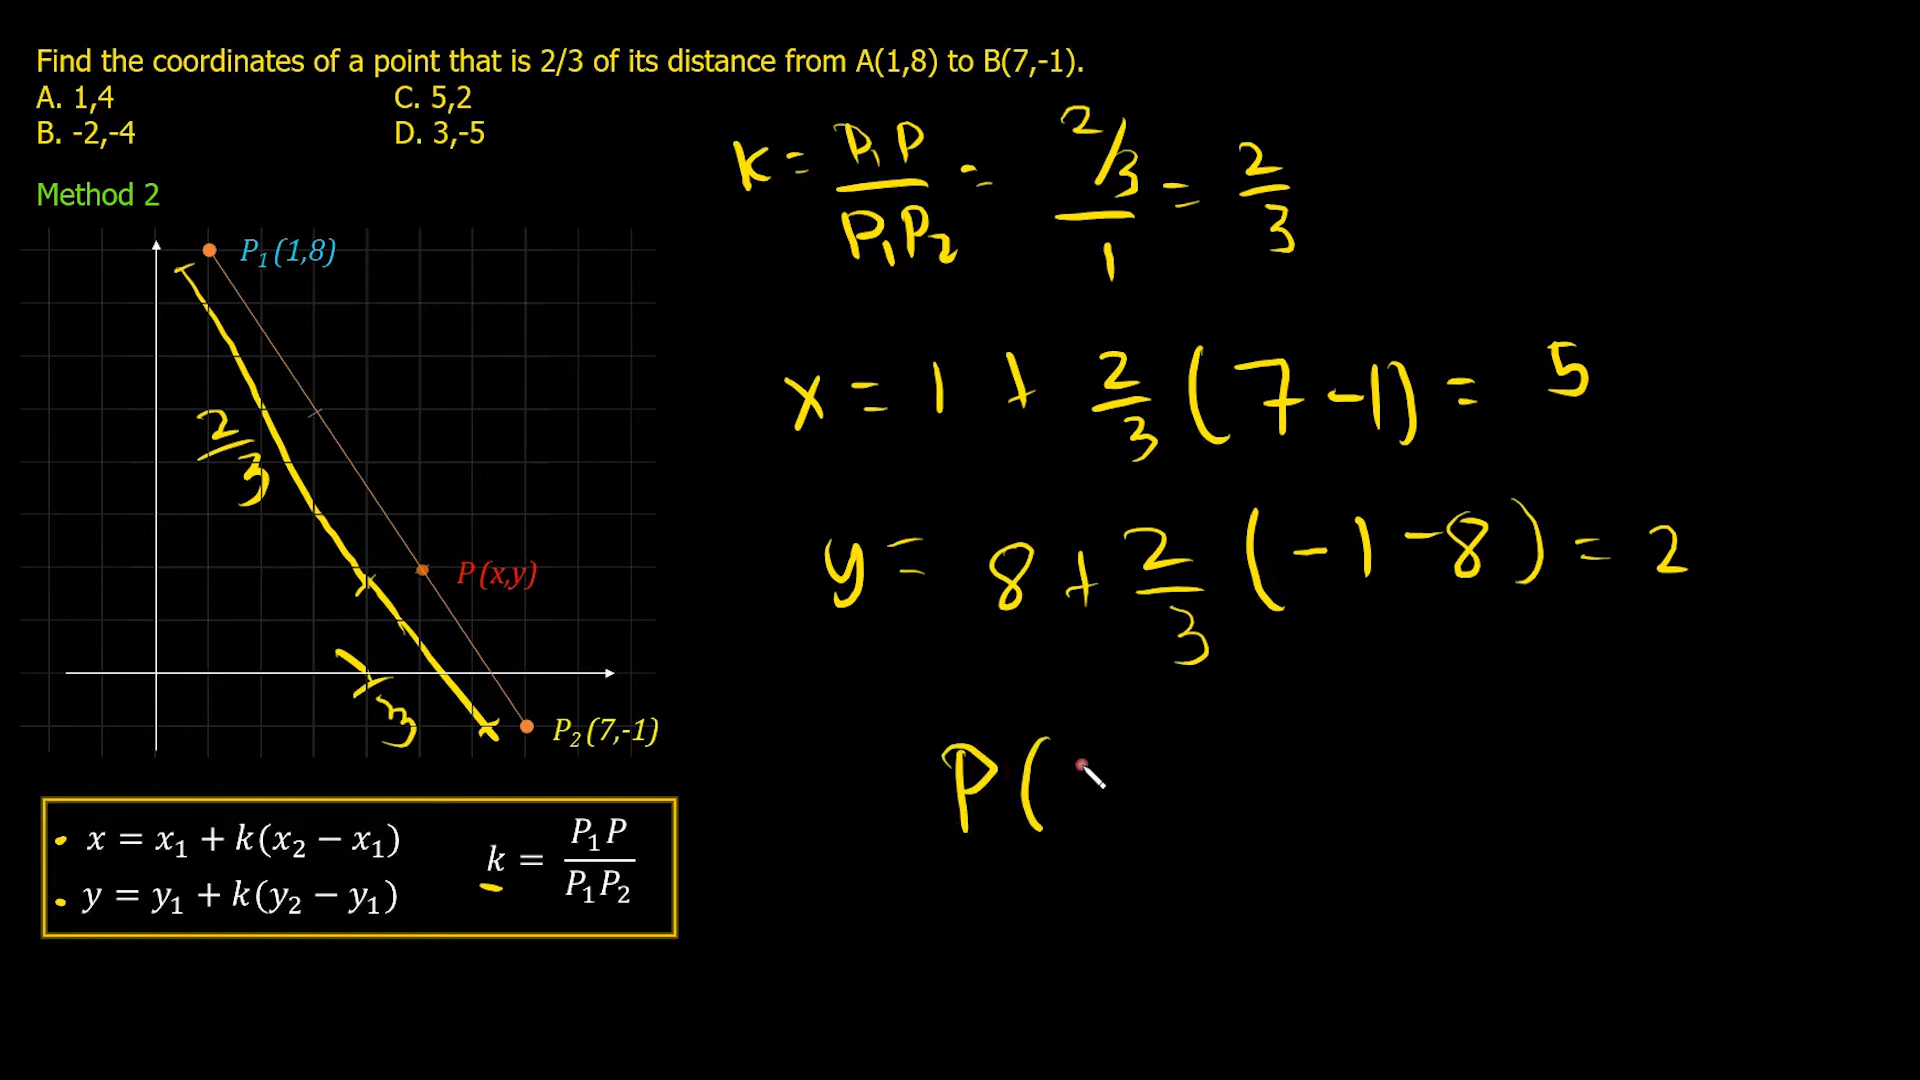 Find the coordinates of a point that is 2/3 of its distance from A(1,8) to B(7,-1).
A. 1,4 C. 5,2
B. -2,-4 D. 3,-5
Method 2
k = P₁P / P₁P₂ = 2/3 / 1 = 2/3
P₁(1,8)
x = 1 + 2/3 (7 - 1) = 5
2/3
y = 8 + 2/3 (-1 - 8) = 2
P(x,y)
1/3
P₂(7,-1)
P(
x = x₁ + k(x₂ − x₁)
y = y₁ + k(y₂ − y₁)
k = P₁P / P₁P₂